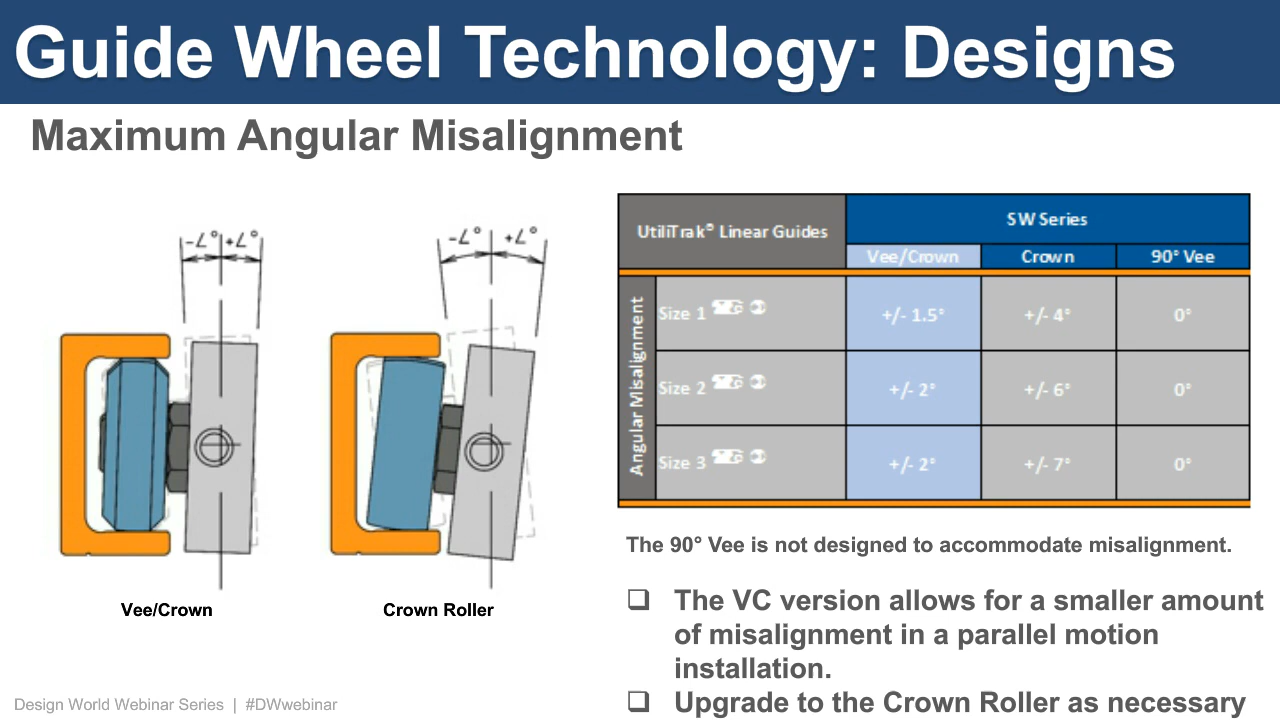 Guide Wheel Technology: Designs
Maximum Angular Misalignment
-∠° +∠°
-∠° +∠°
Vee/Crown
Crown Roller
UtiliTrak® Linear Guides
SW Series
Vee/Crown Crown 90° Vee
Angular Misalignment
Size 1 +/- 1.5° +/- 4° 0°
Size 2 +/- 2° +/- 6° 0°
Size 3 +/- 2° +/- 7° 0°
The 90° Vee is not designed to accommodate misalignment.
❑ The VC version allows for a smaller amount
of misalignment in a parallel motion
installation.
❑ Upgrade to the Crown Roller as necessary
Design World Webinar Series | #DWwebinar